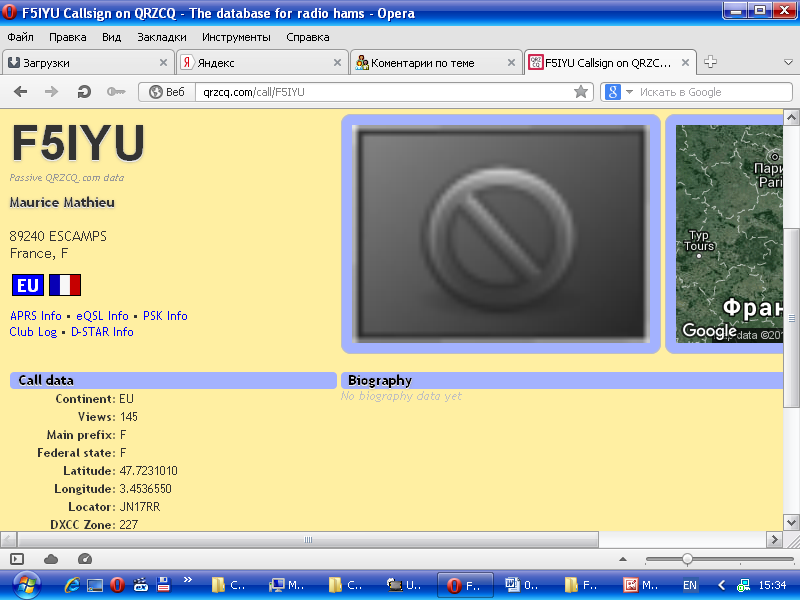 F5IYU Callsign on QRZCQ - The database for radio hams - Opera
Файл Правка Вид Закладки Инструменты Справка
Загрузки
Яндекс
Коментарии по теме
F5IYU Callsign on QRZC...
Веб
qrzcq.com/call/F5IYU
Искать в Google
F5IYU
Passive QRZCQ.com data
Maurice Mathieu
89240 ESCAMPS
France, F
EU
APRS Info • eQSL Info • PSK Info
Club Log • D-STAR Info
Пари
Pari
Тур
Tours
Фран
Google
data ©20
Call data
Continent: EU
Views: 145
Main prefix: F
Federal state: F
Latitude: 47.7231010
Longitude: 3.4536550
Locator: JN17RR
DXCC Zone: 227
Biography
No biography data yet
С.. М.. С.. U.. F.. 0.. F.. М.. EN 15:34